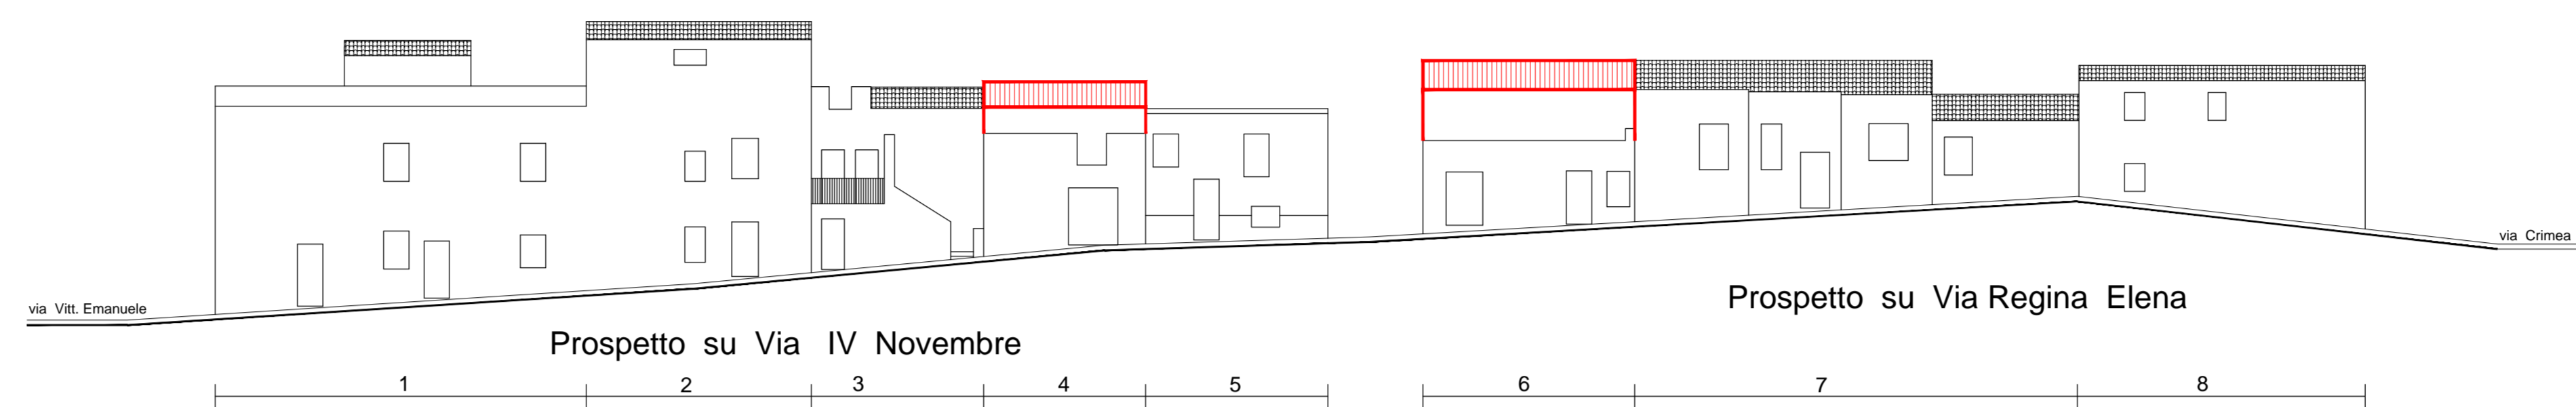 via Vitt. Emanuele
via Crimea
Prospetto su Via Regina Elena
Prospetto su Via IV Novembre
1 2 3 4 5 6 7 8